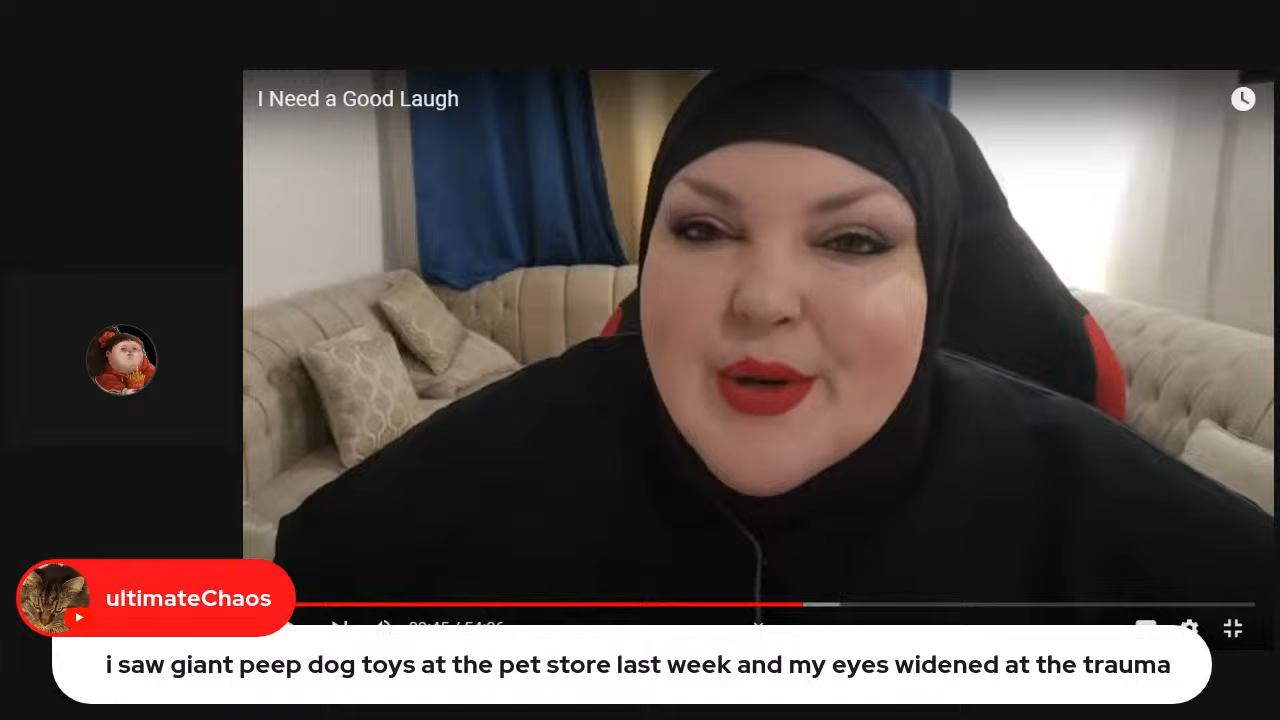 I Need a Good Laugh
ultimateChaos
i saw giant peep dog toys at the pet store last week and my eyes widened at the trauma